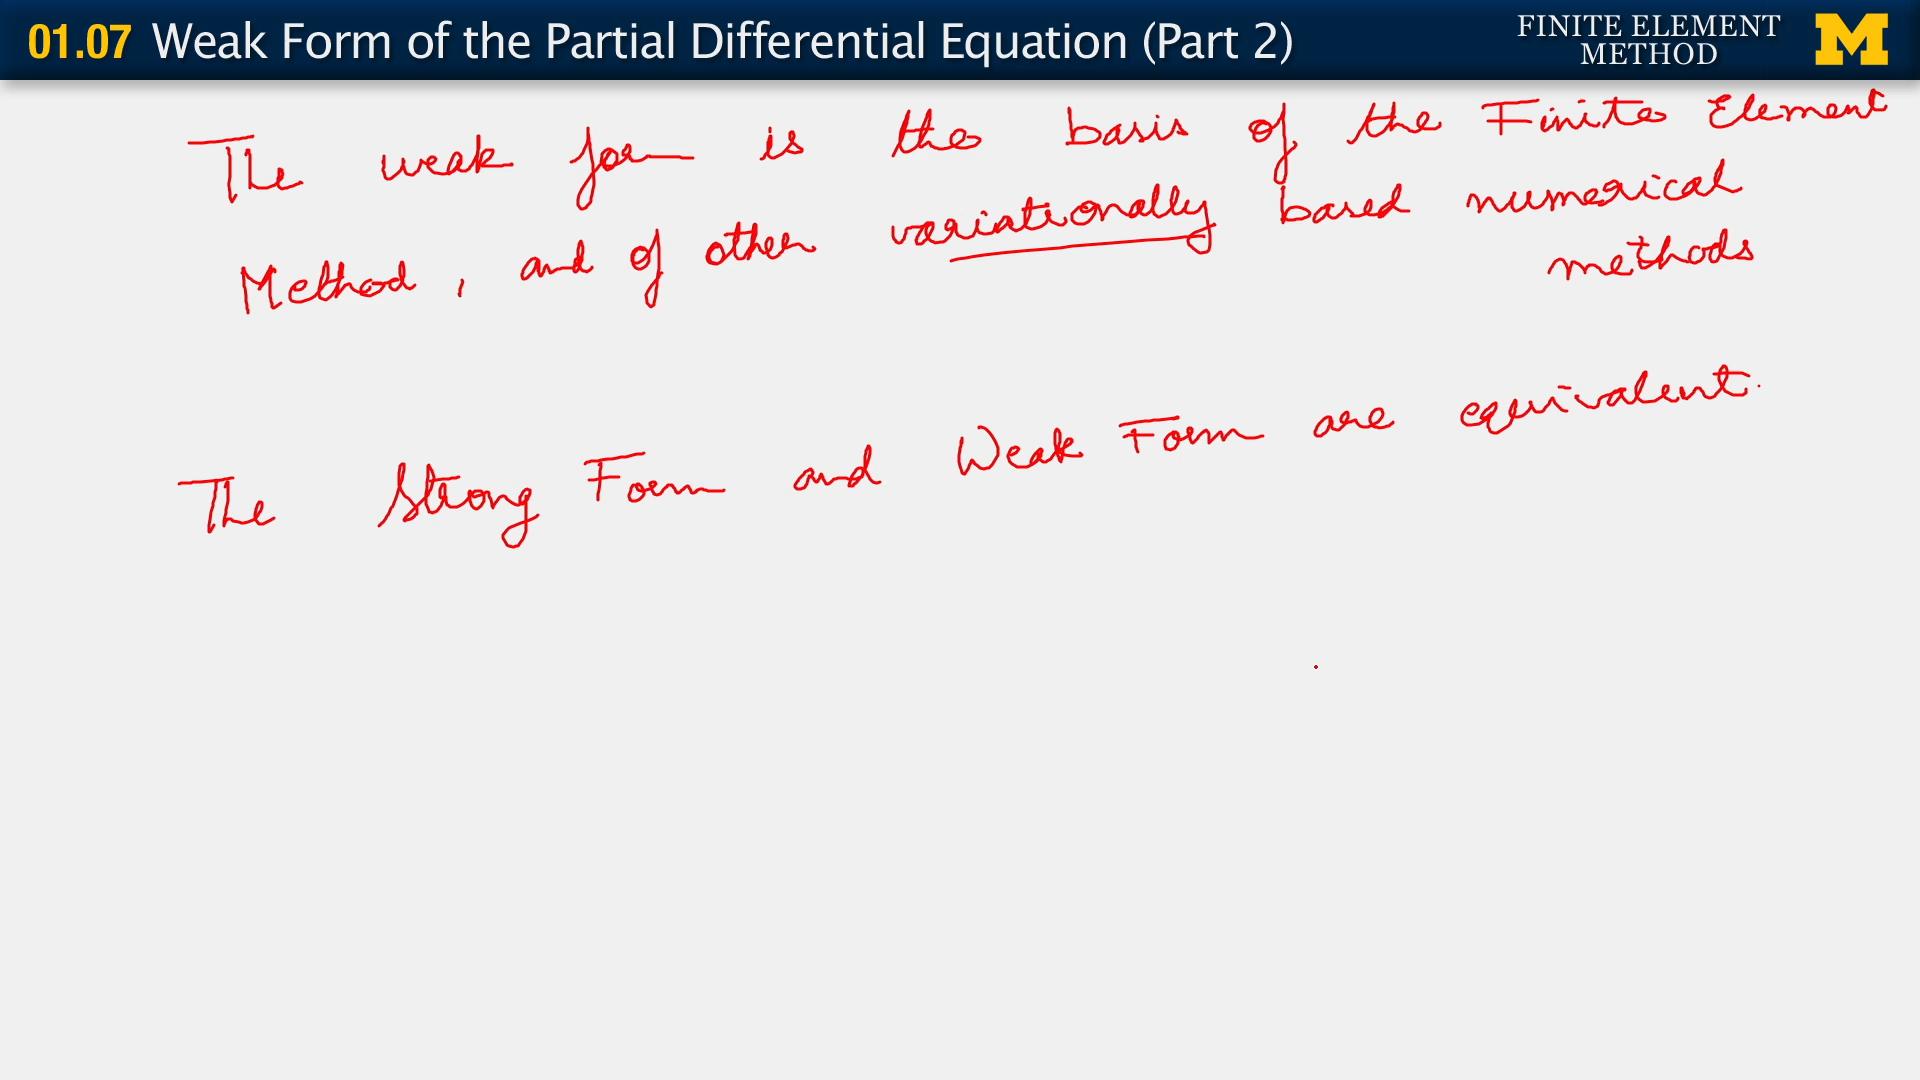 01.07 Weak Form of the Partial Differential Equation (Part 2)
FINITE ELEMENT
METHOD
M
The weak form is the basis of the Finite Element
Method, and of other variationally based numerical
methods
The Strong Form and Weak Form are equivalent.